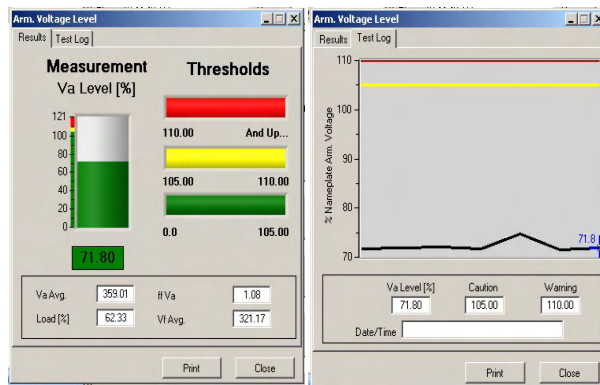 Arm. Voltage Level
Results Test Log
Measurement Thresholds
Va Level [%]
121
100
80
60
40
20
0
110.00 And Up...
105.00 110.00
0.0 105.00
71.80
Va Avg. 359.01 ff Va 1.08
Load [%] 62.33 Vf Avg. 321.17
Print Close
Arm. Voltage Level
Results Test Log
% Nameplate Arm. Voltage
110
100
90
80
70
71.8
Va Level [%] Caution Warning
71.80 105.00 110.00
Date/Time
Print Close